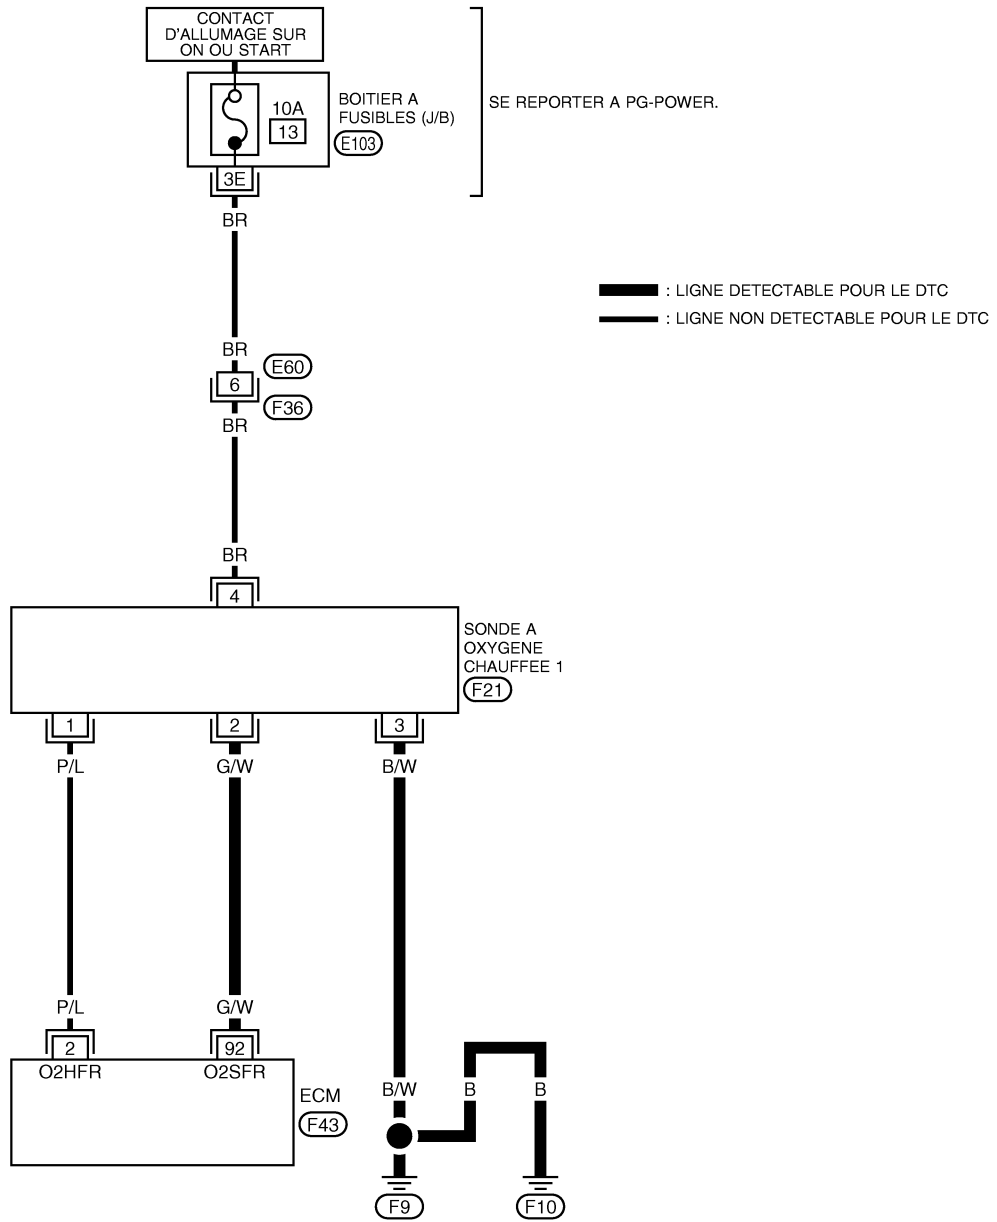 CONTACT
D'ALLUMAGE SUR
ON OU START
10A
13
BOITIER A
FUSIBLES (J/B)
E103
SE REPORTER A PG-POWER.
3E
BR
: LIGNE DETECTABLE POUR LE DTC
: LIGNE NON DETECTABLE POUR LE DTC
BR
E60
6
F36
BR
BR
4
SONDE A
OXYGENE
CHAUFFEE 1
F21
1 2 3
P/L G/W B/W
P/L G/W
2 92
O2HFR O2SFR
ECM
F43
B/W B B
F9 F10